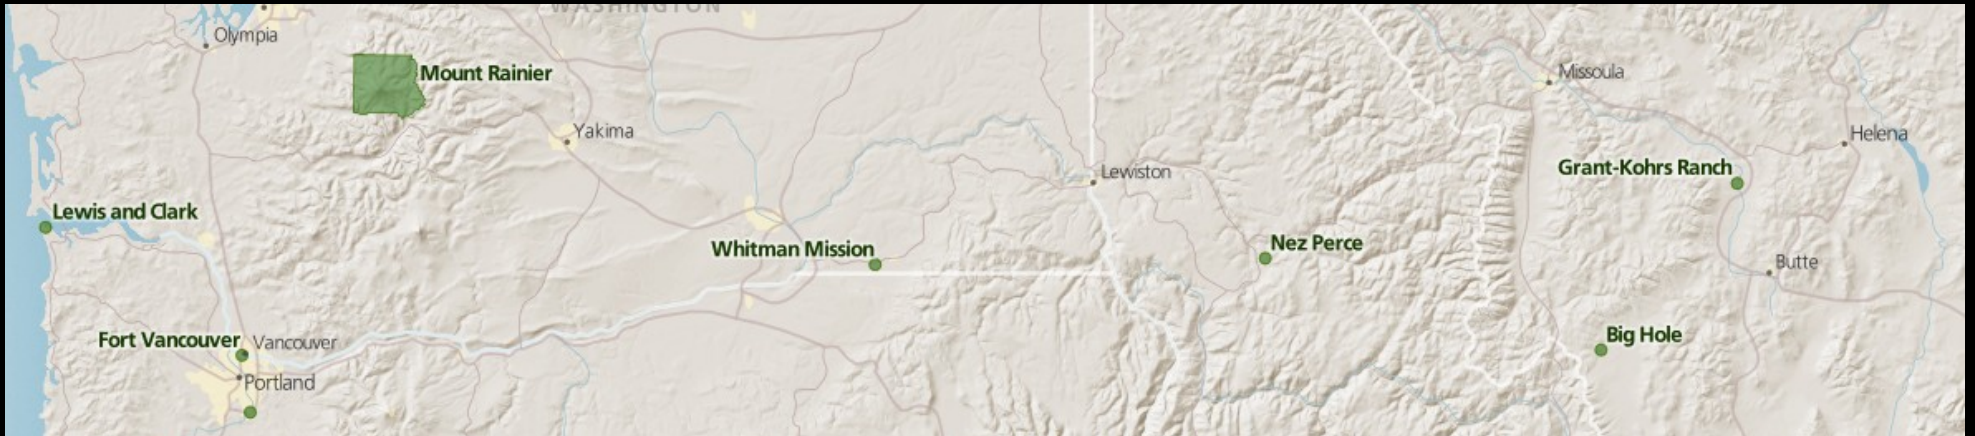 WASHINGTON
Olympia
Mount Rainier
Missoula
Yakima
Helena
Grant-Kohrs Ranch
Lewiston
Lewis and Clark
Whitman Mission
Nez Perce
Butte
Fort Vancouver
Vancouver
Big Hole
Portland